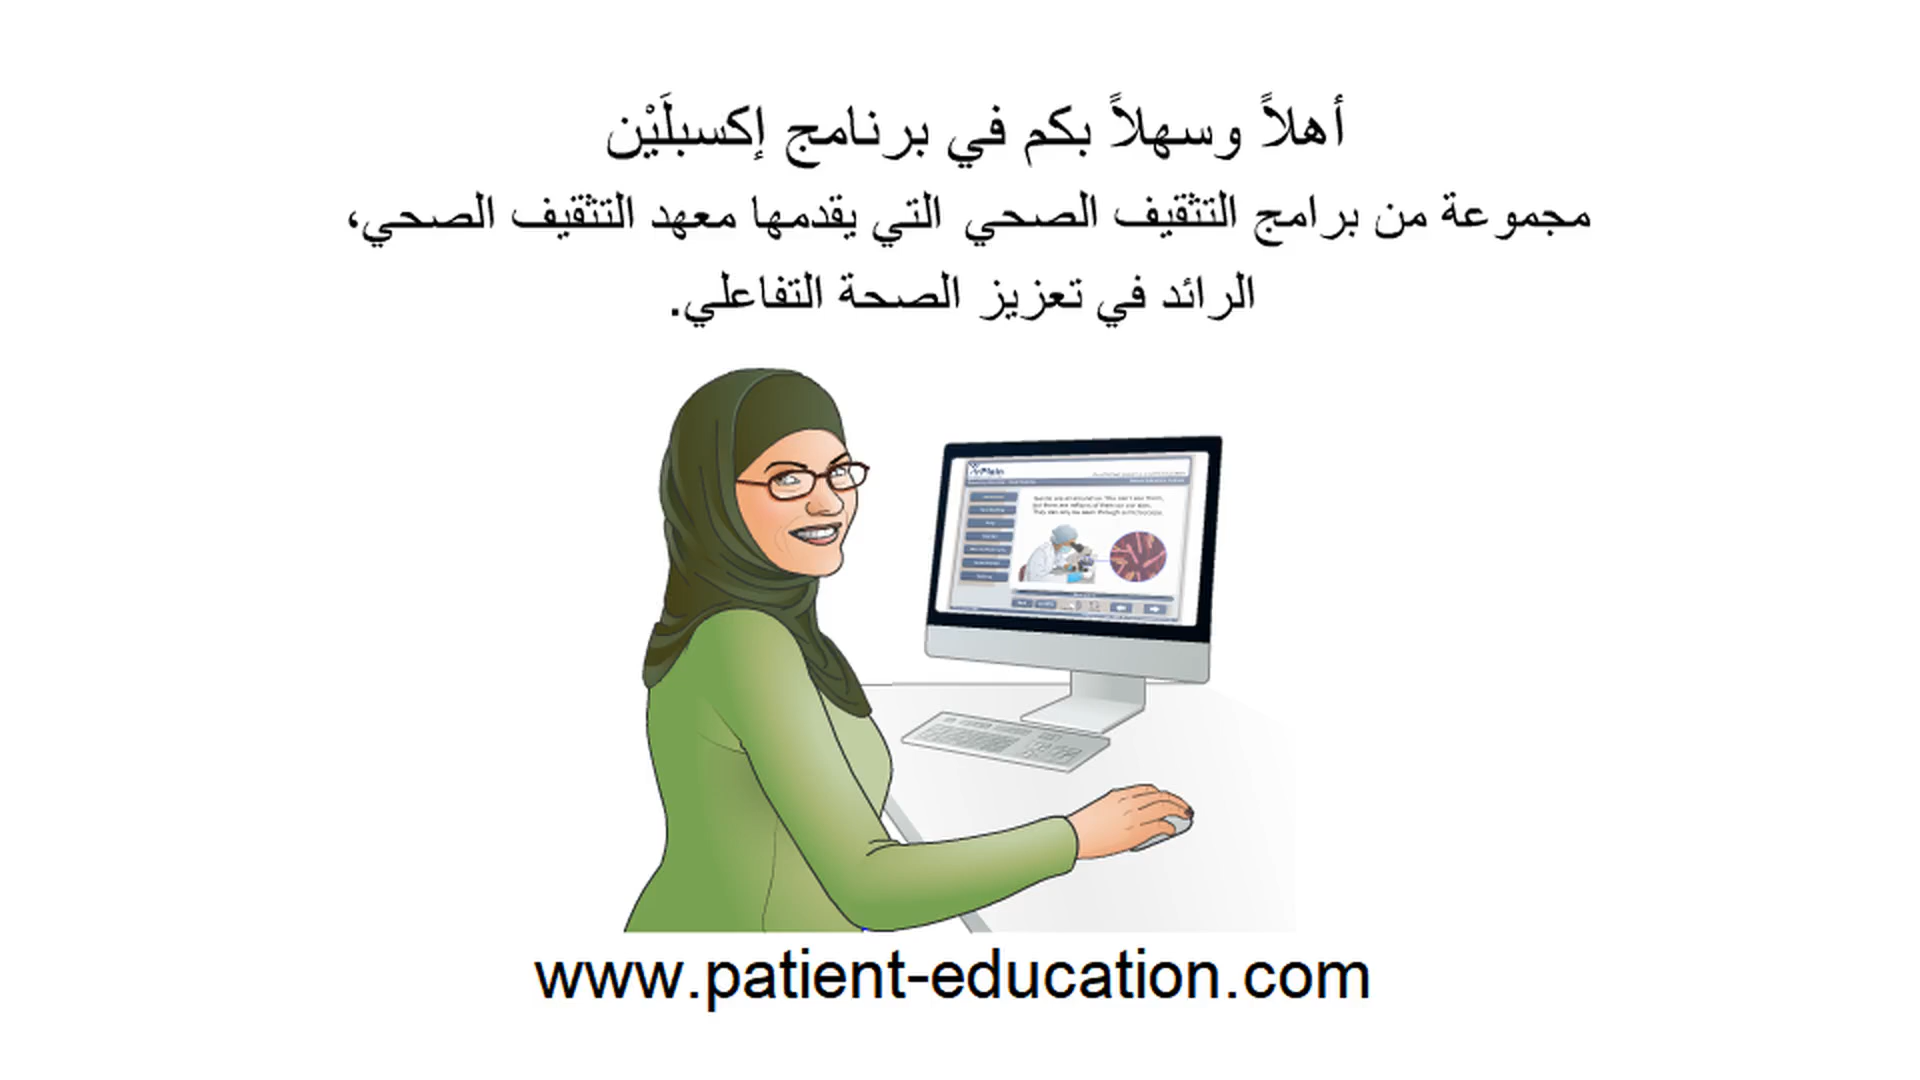 أهلاً وسهلاً بكم في برنامج إكسبلَيْن
مجموعة من برامج التثقيف الصحي التي يقدمها معهد التثقيف الصحي،
الرائد في تعزيز الصحة التفاعلي.
www.patient-education.com